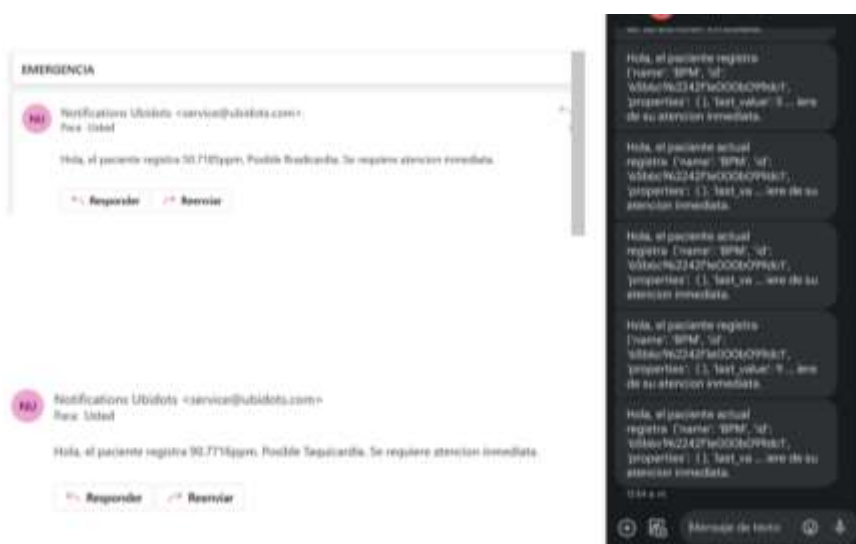 EMERGENCIA
NU
Notifications Ubidots <service@ubidots.com>
Para: Usted
Hola, el paciente registra 50.7185ppm, Posible Bradicardia. Se requiere atencion inmediata.
Responder
Reenviar
NU
Notifications Ubidots <service@ubidots.com>
Para: Usted
Hola, el paciente registra 90.7716ppm, Posible Taquicardia. Se requiere atencion inmediata.
Responder
Reenviar
Hola, el paciente registra
{'name': 'BPM', 'id':
'properties': { }, 'last_value': ... iere
de su atencion inmediata.
Hola, el paciente actual
registra {'name': 'BPM', 'id':
'properties': { }, 'last_va ... iere de su
atencion inmediata.
Hola, el paciente actual
registra {'name': 'BPM', 'id':
'properties': { }, 'last_va ... iere de su
atencion inmediata.
Hola, el paciente registra
{'name': 'BPM', 'id':
'properties': { }, 'last_value': 9 ... iere
de su atencion inmediata.
Hola, el paciente actual
registra {'name': 'BPM', 'id':
'properties': { }, 'last_va ... iere de su
atencion inmediata.
Mensaje de texto